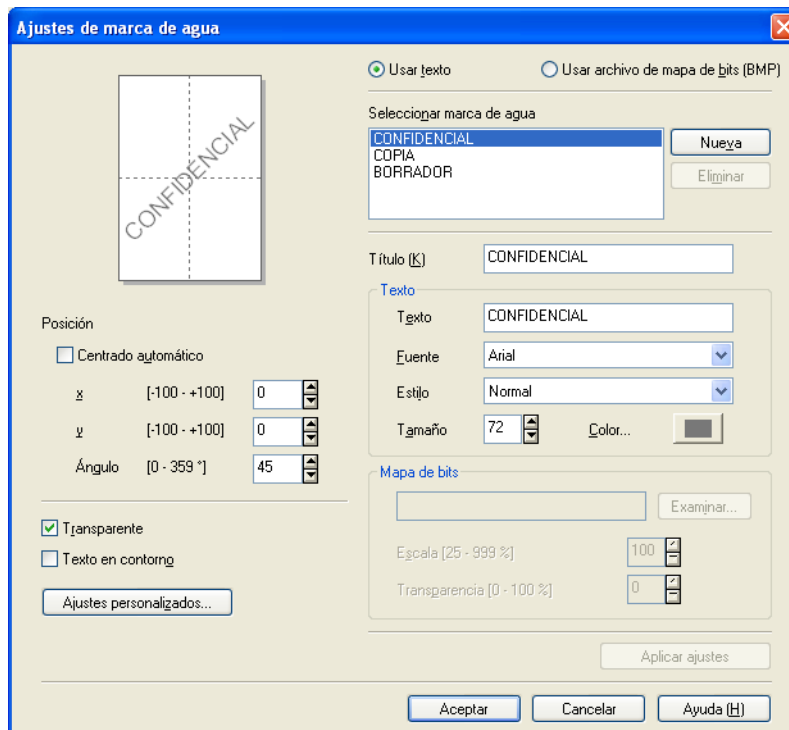 Ajustes de marca de agua
CONFIDENCIAL
Posición
Centrado automático
x [-100 - +100] 0
y [-100 - +100] 0
Ángulo [0 - 359 °] 45
Transparente
Texto en contorno
Ajustes personalizados...
Usar texto Usar archivo de mapa de bits (BMP)
Seleccionar marca de agua
CONFIDENCIAL
COPIA
BORRADOR
Nueva
Eliminar
Título (K) CONFIDENCIAL
Texto
Texto CONFIDENCIAL
Fuente Arial
Estilo Normal
Tamaño 72 Color...
Mapa de bits
Examinar...
Escala [25 - 999 %] 100
Transparencia [0 - 100 %] 0
Aplicar ajustes
Aceptar Cancelar Ayuda (H)